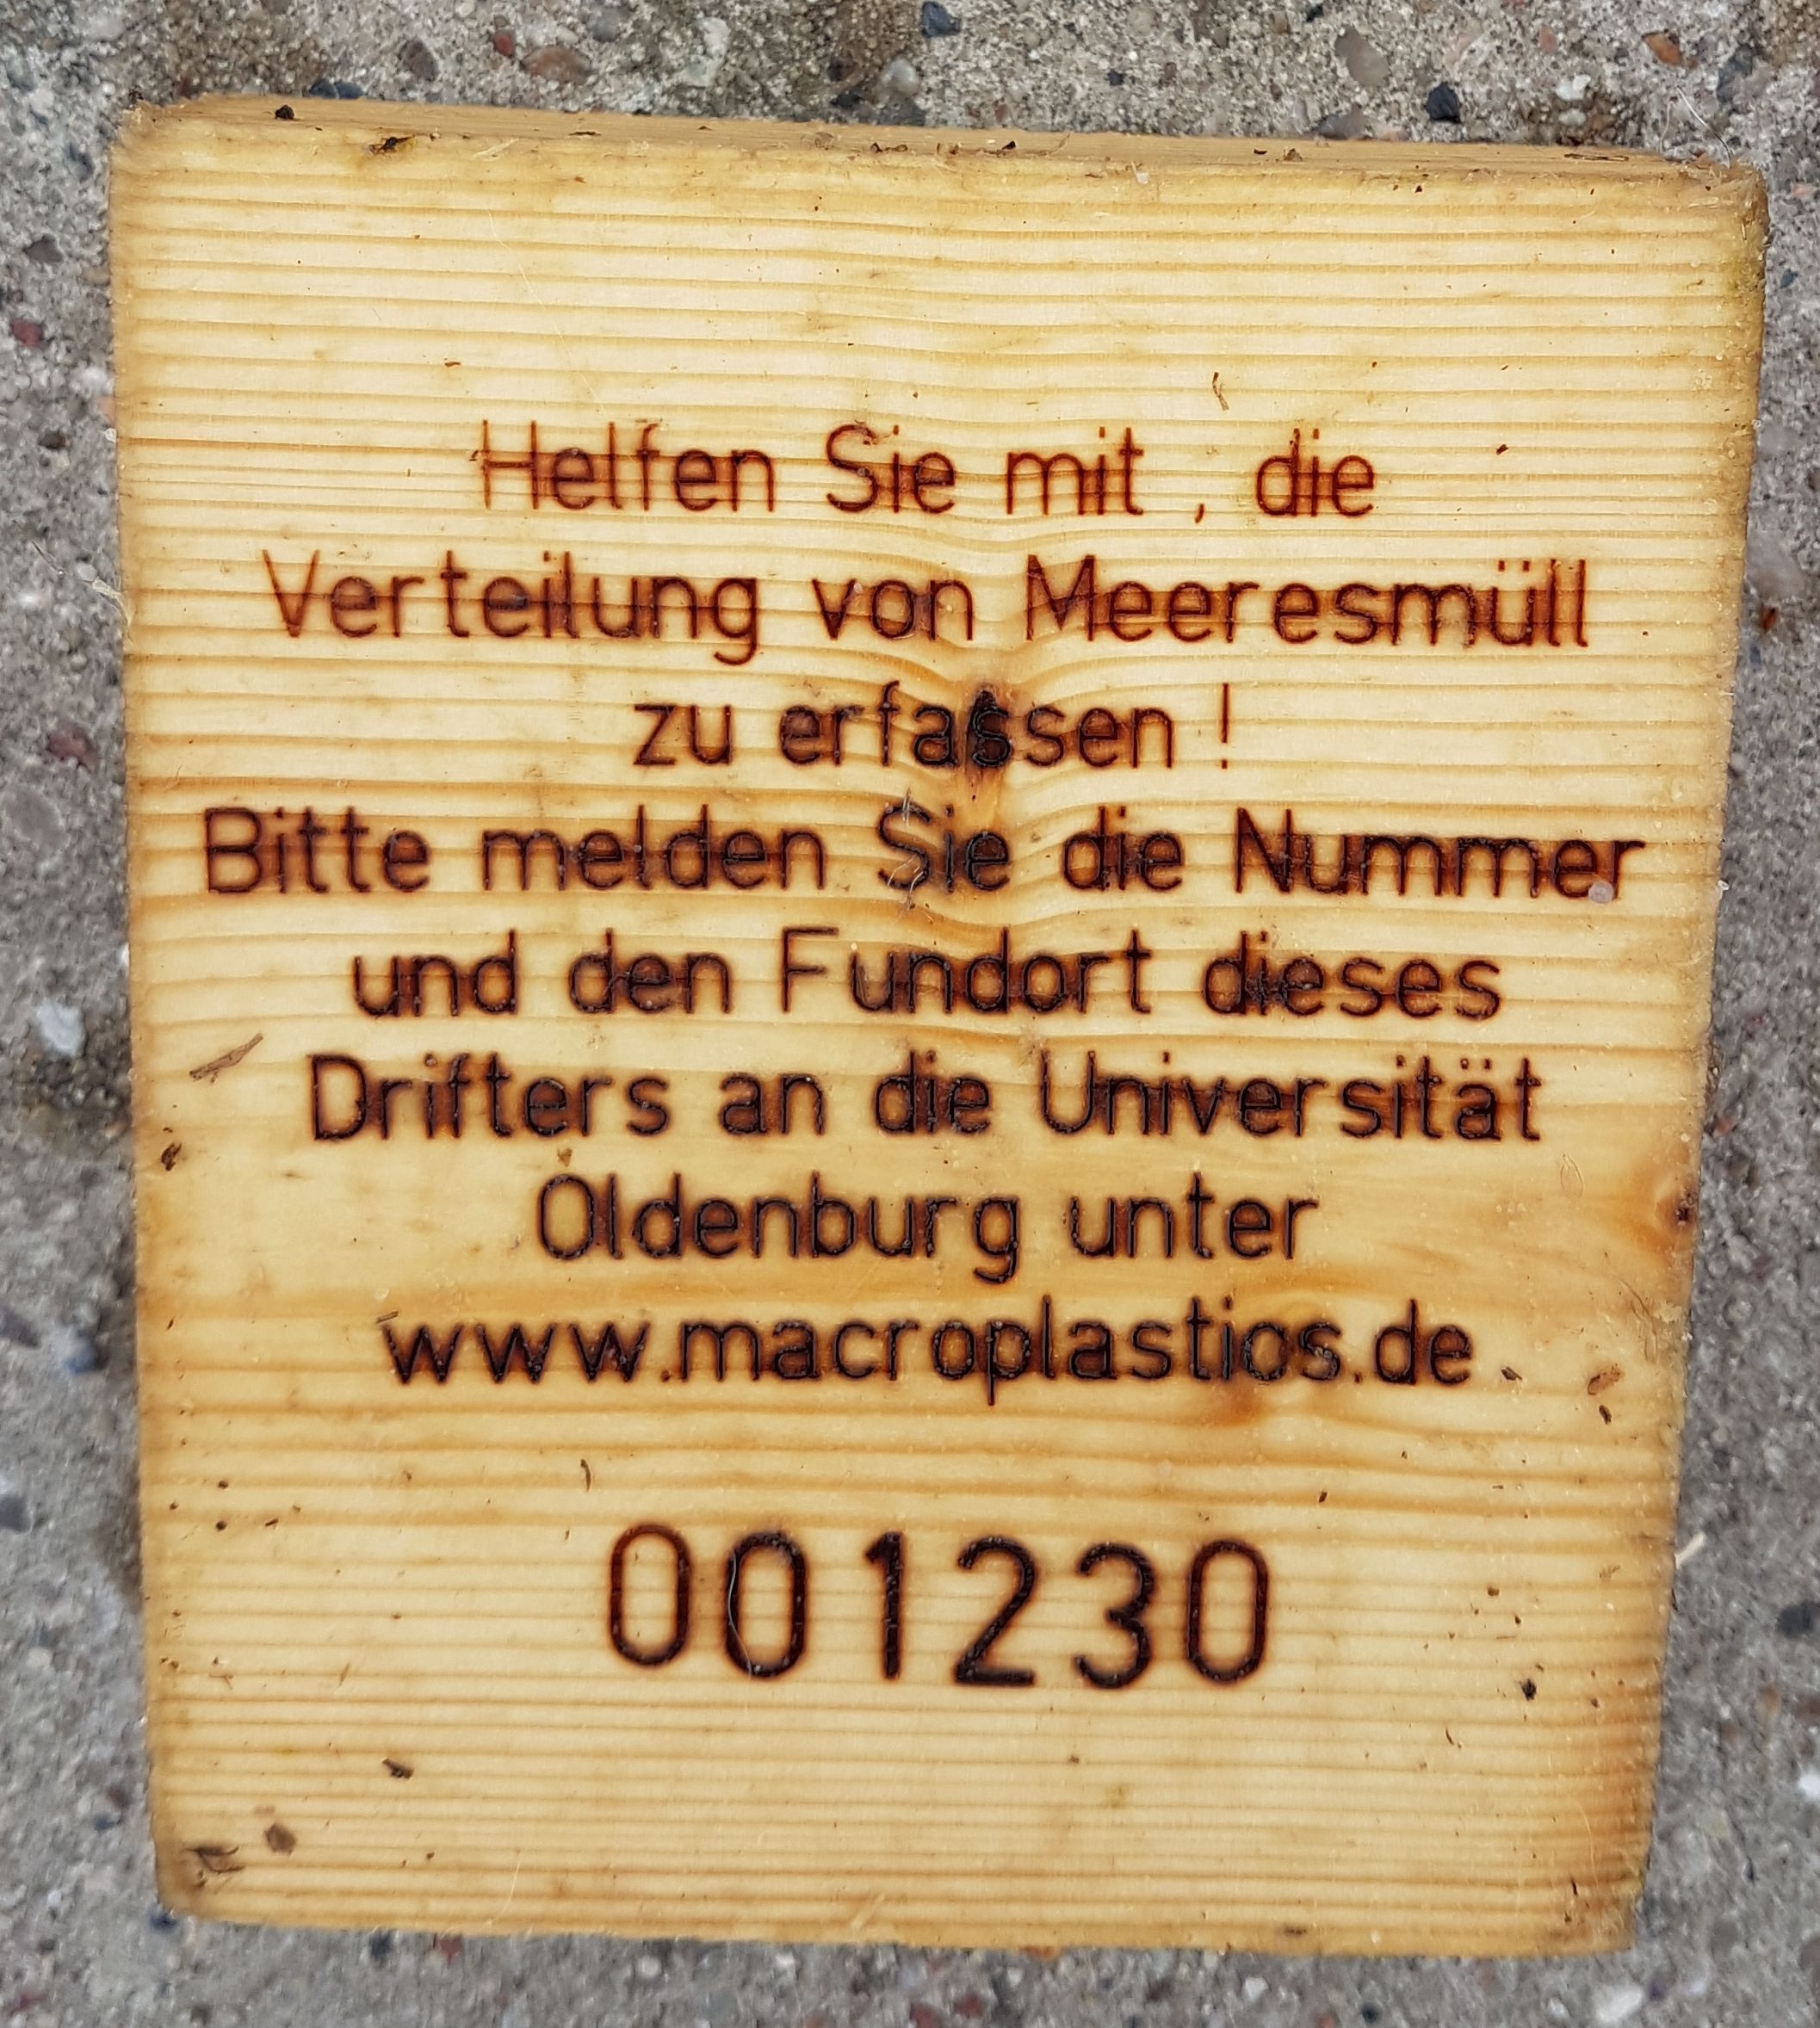 Helfen Sie mit , die
Verteilung von Meeresmüll
zu erfassen !
Bitte melden Sie die Nummer
und den Fundort dieses
Drifters an die Universität
Oldenburg unter
www.macroplastics.de
001230